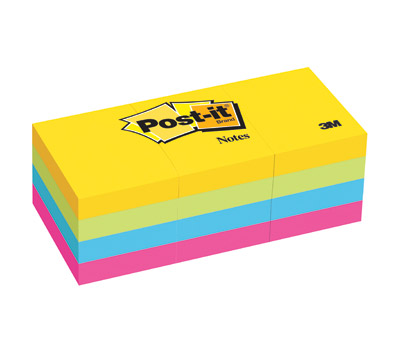 Post-it
Brand
Notes
3M